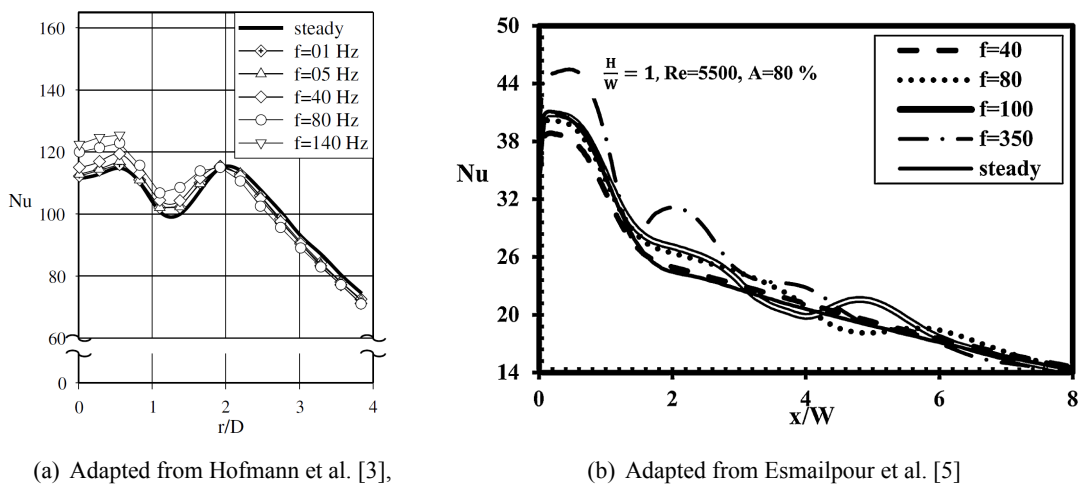 160
140
120
Nu
100
80
60
0
0 1 2 3 4
r/D
steady
f=01 Hz
f=05 Hz
f=40 Hz
f=80 Hz
f=140 Hz
50
44
38
Nu
32
26
20
14
0 2 4 6 8
x/W
H/W = 1, Re=5500, A=80 %
f=40
f=80
f=100
f=350
steady
(a) Adapted from Hofmann et al. [3],
(b) Adapted from Esmailpour et al. [5]